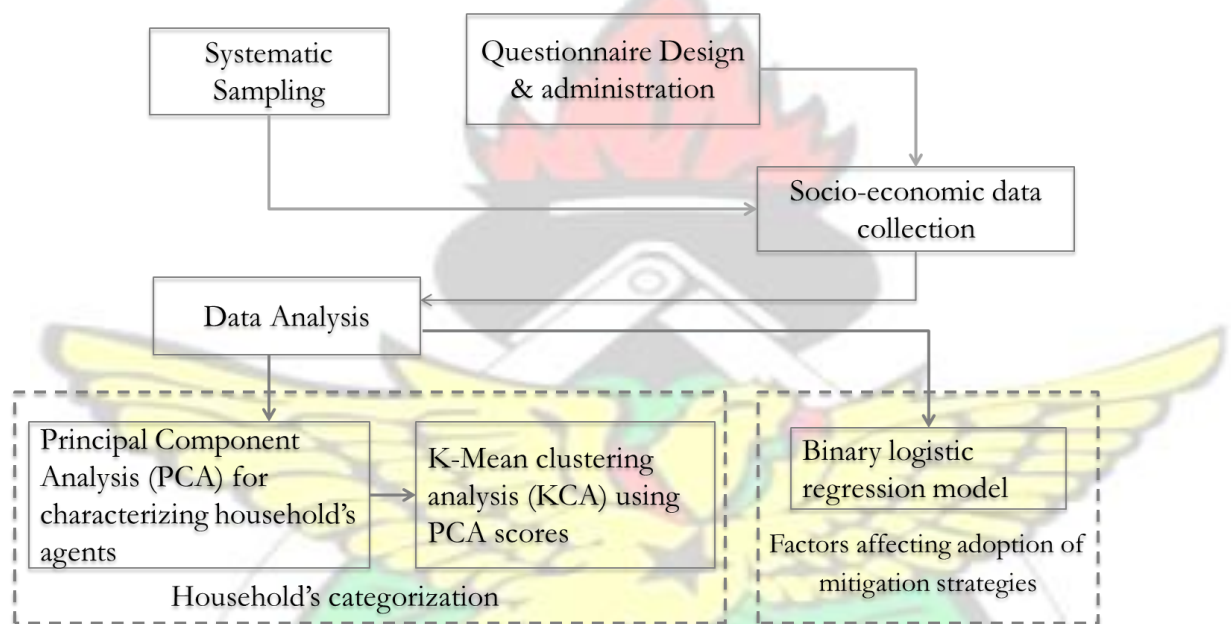 Systematic
Sampling
Questionnaire Design
& administration
Socio-economic data
collection
Data Analysis
Principal Component
Analysis (PCA) for
characterizing household’s
agents
K-Mean clustering
analysis (KCA) using
PCA scores
Household’s categorization
Binary logistic
regression model
Factors affecting adoption of
mitigation strategies